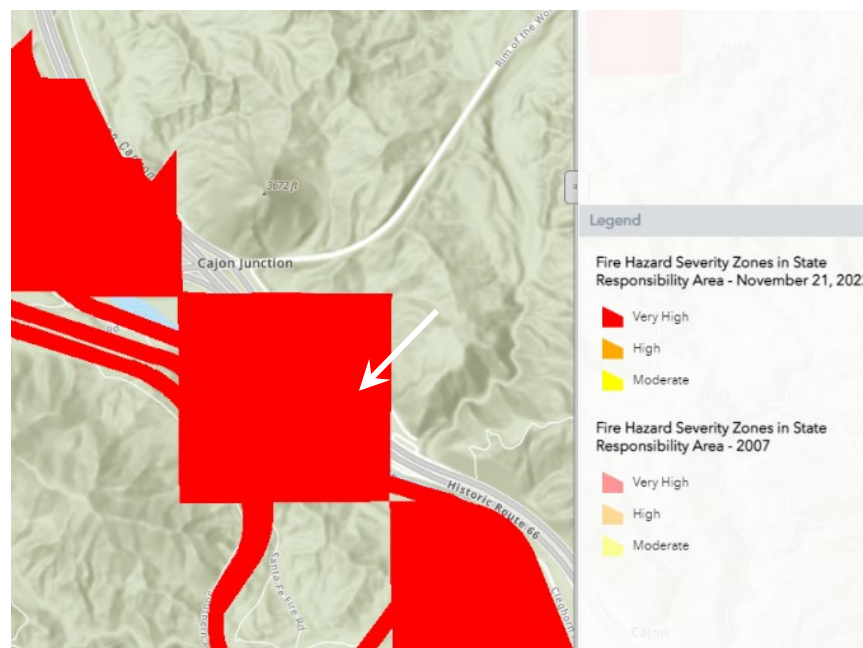 Rim of the Wo
3672 ft
Cajon Junction
Historic Route 66
Santa Fe Fire Rd
Cleghorn
Legend
Fire Hazard Severity Zones in State
Responsibility Area - November 21, 202
Very High
High
Moderate
Fire Hazard Severity Zones in State
Responsibility Area - 2007
Very High
High
Moderate
Cajon